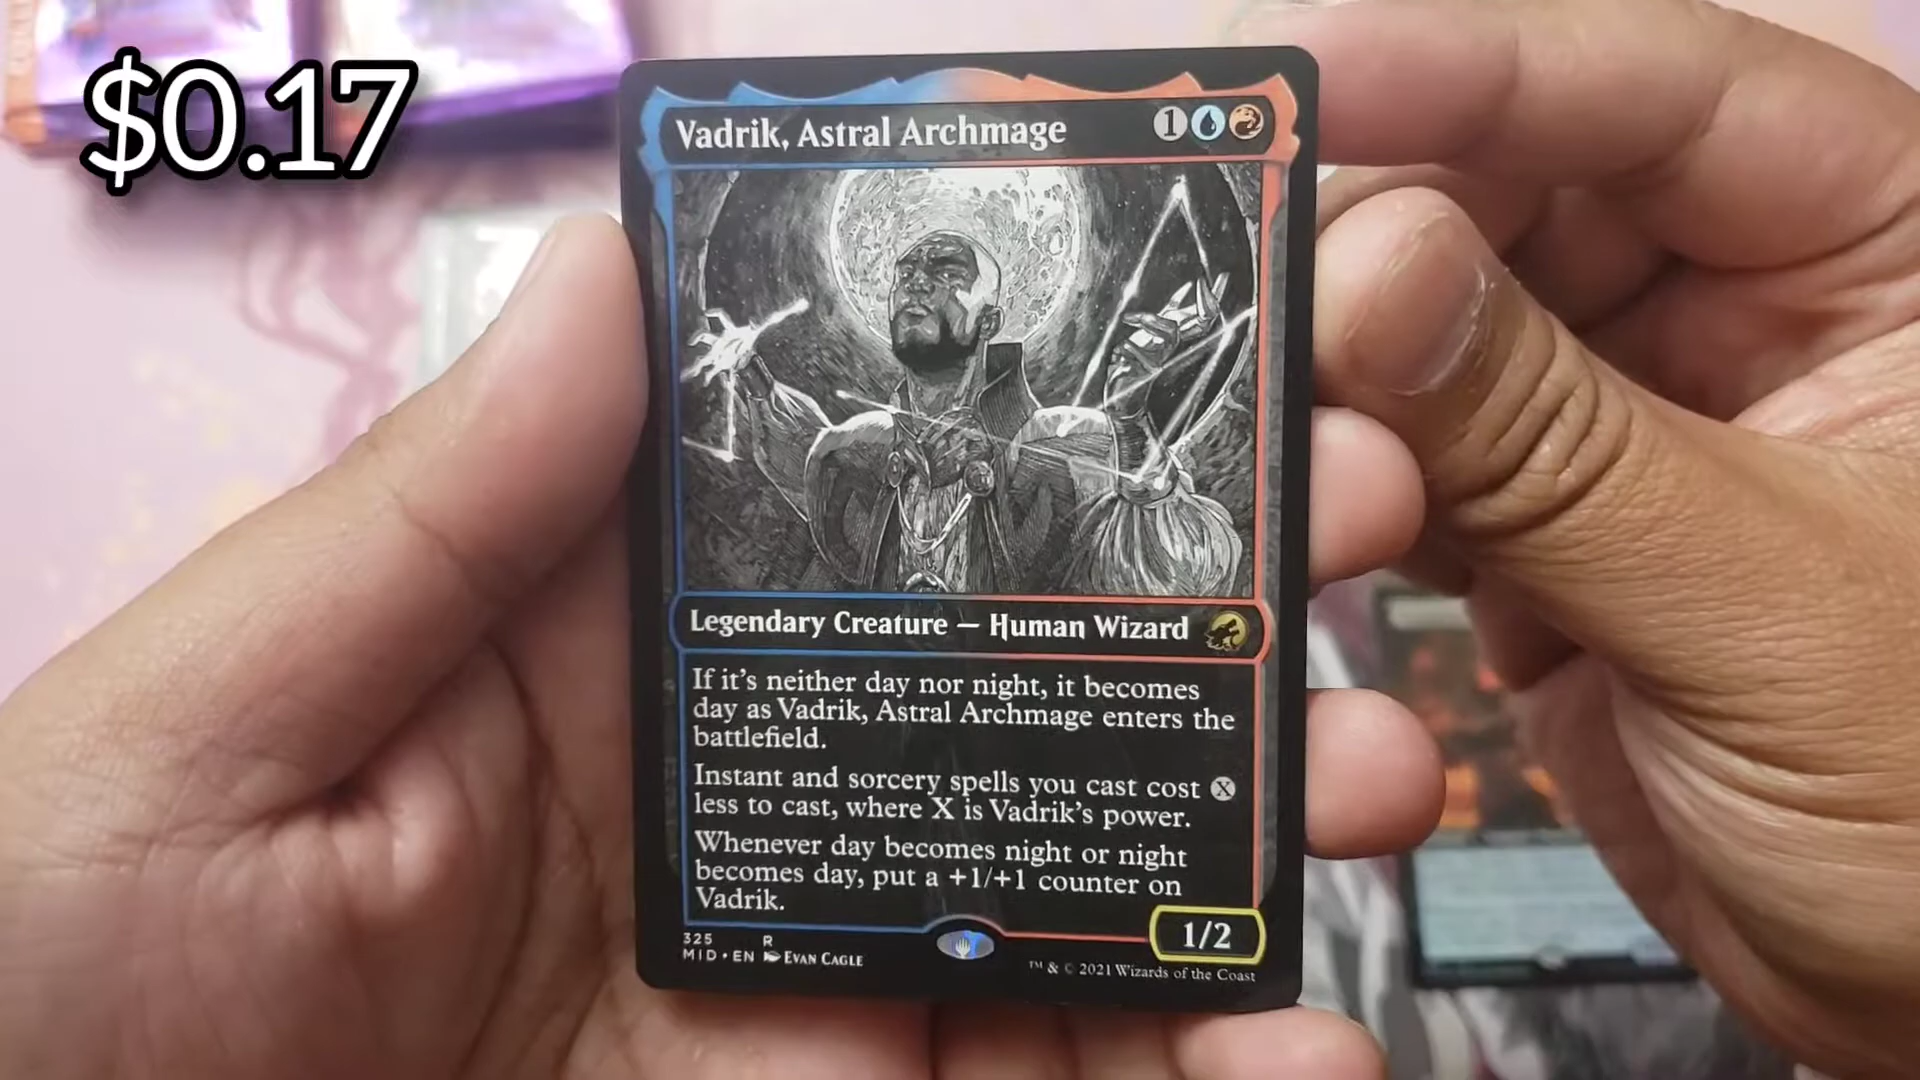 $0.17
Vadrik, Astral Archmage 1
Legendary Creature — Human Wizard
If it's neither day nor night, it becomes
day as Vadrik, Astral Archmage enters the
battlefield.
Instant and sorcery spells you cast cost X
less to cast, where X is Vadrik's power.
Whenever day becomes night or night
becomes day, put a +1/+1 counter on
Vadrik.
1/2
325 R
MID • EN EVAN CAGLE
™ & © 2021 Wizards of the Coast